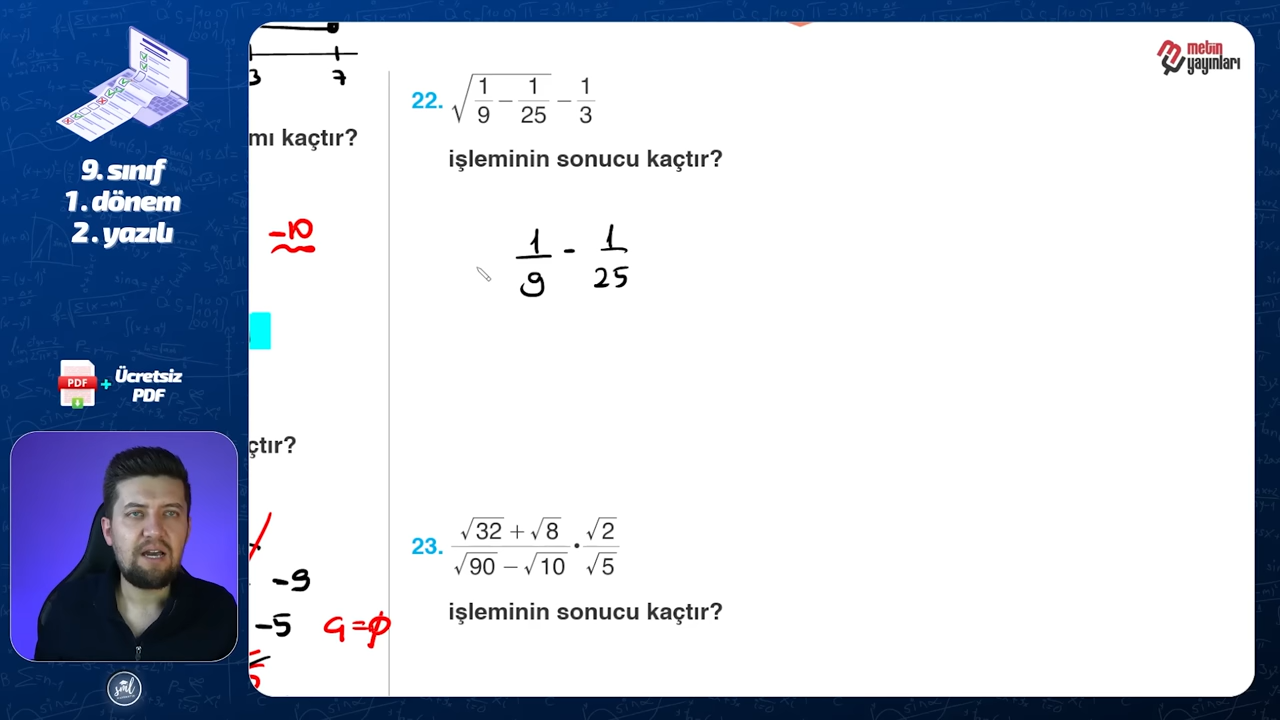 9. sınıf
1. dönem
2. yazılı
PDF
+
Ücretsiz
PDF
sml
3 7
mı kaçtır?
-10
çtır?
-9
-5 Ç=∅
metin
yayınları
22. √(1/9 − 1/25) − 1/3
işleminin sonucu kaçtır?
1/9 - 1/25
23. (√32 + √8)/(√90 − √10) • √2/√5
işleminin sonucu kaçtır?